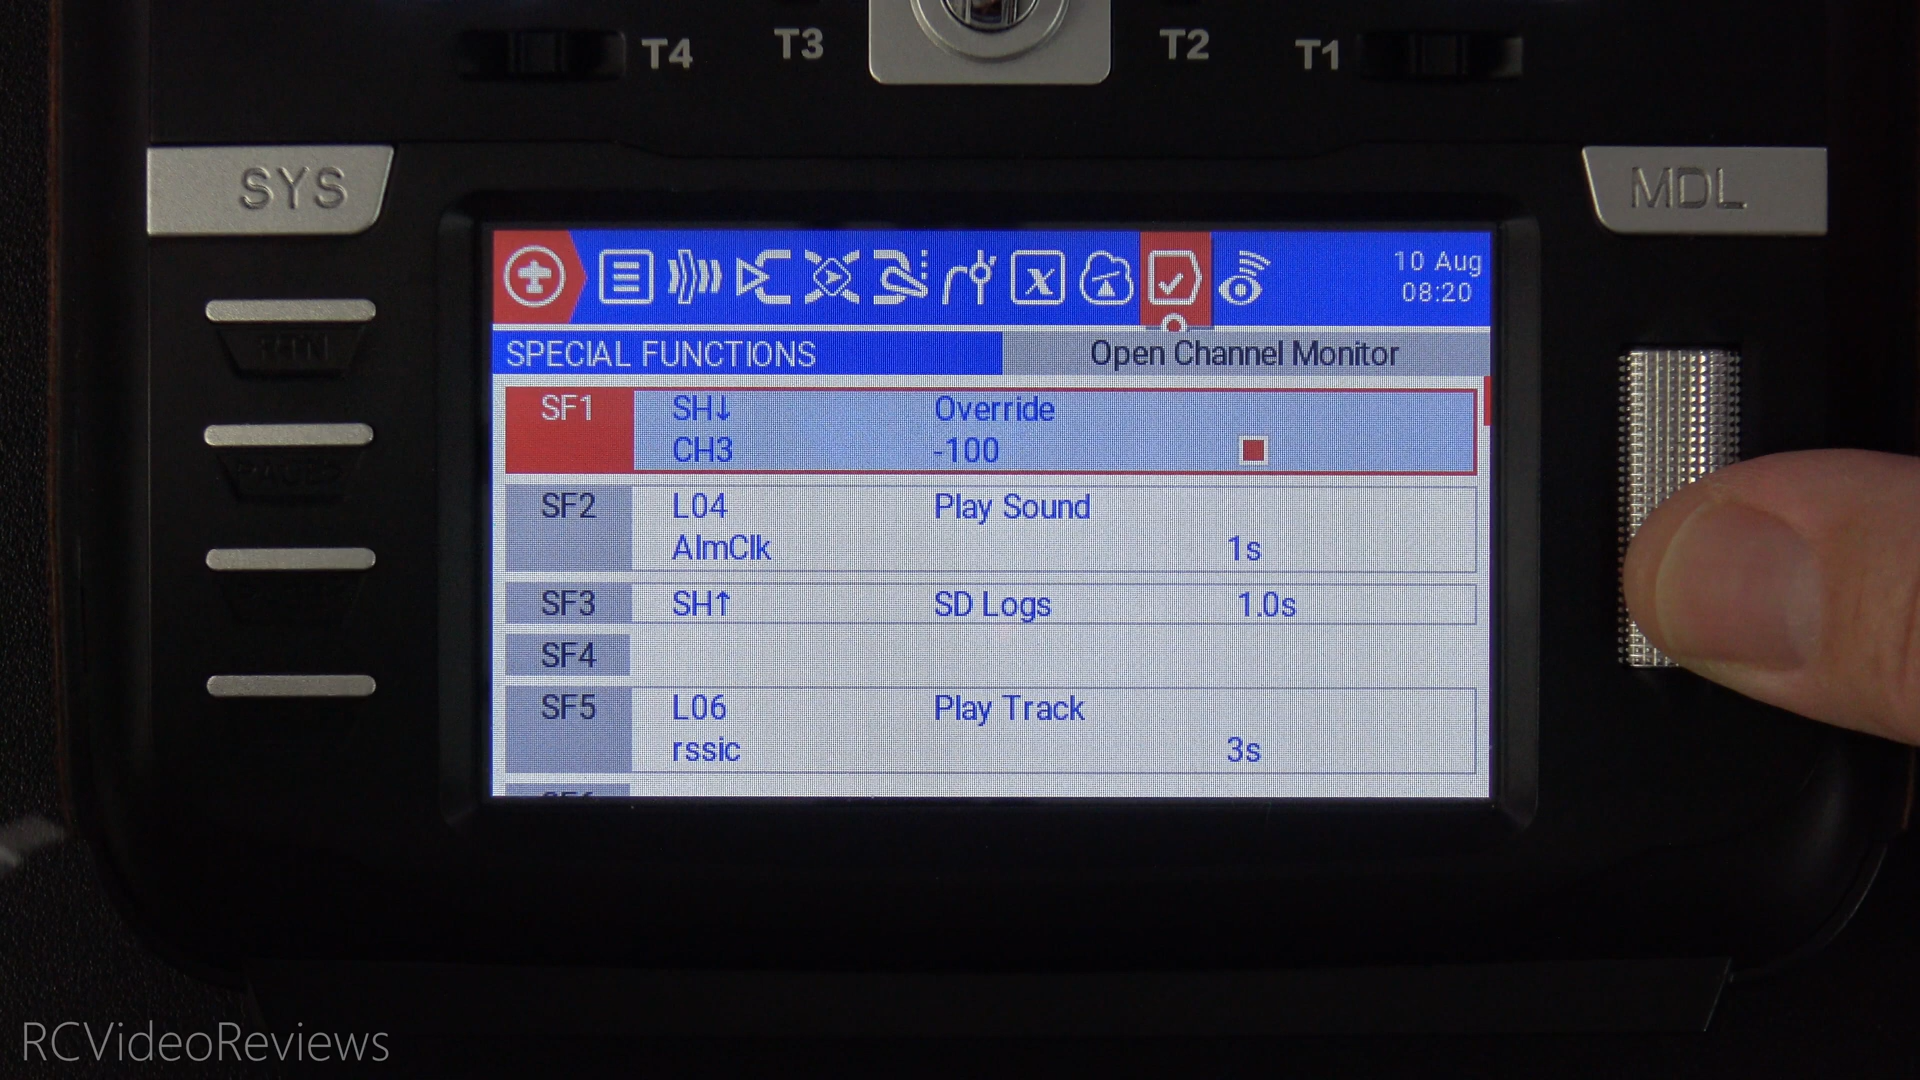 T4 T3 T2 T1
SYS
MDL
10 Aug
08:20
SPECIAL FUNCTIONS Open Channel Monitor
SF1 SH↓ Override
CH3 -100
SF2 L04 Play Sound
AlmClk 1s
SF3 SH↑ SD Logs 1.0s
SF4
SF5 L06 Play Track
rssic 3s
RCVideoReviews